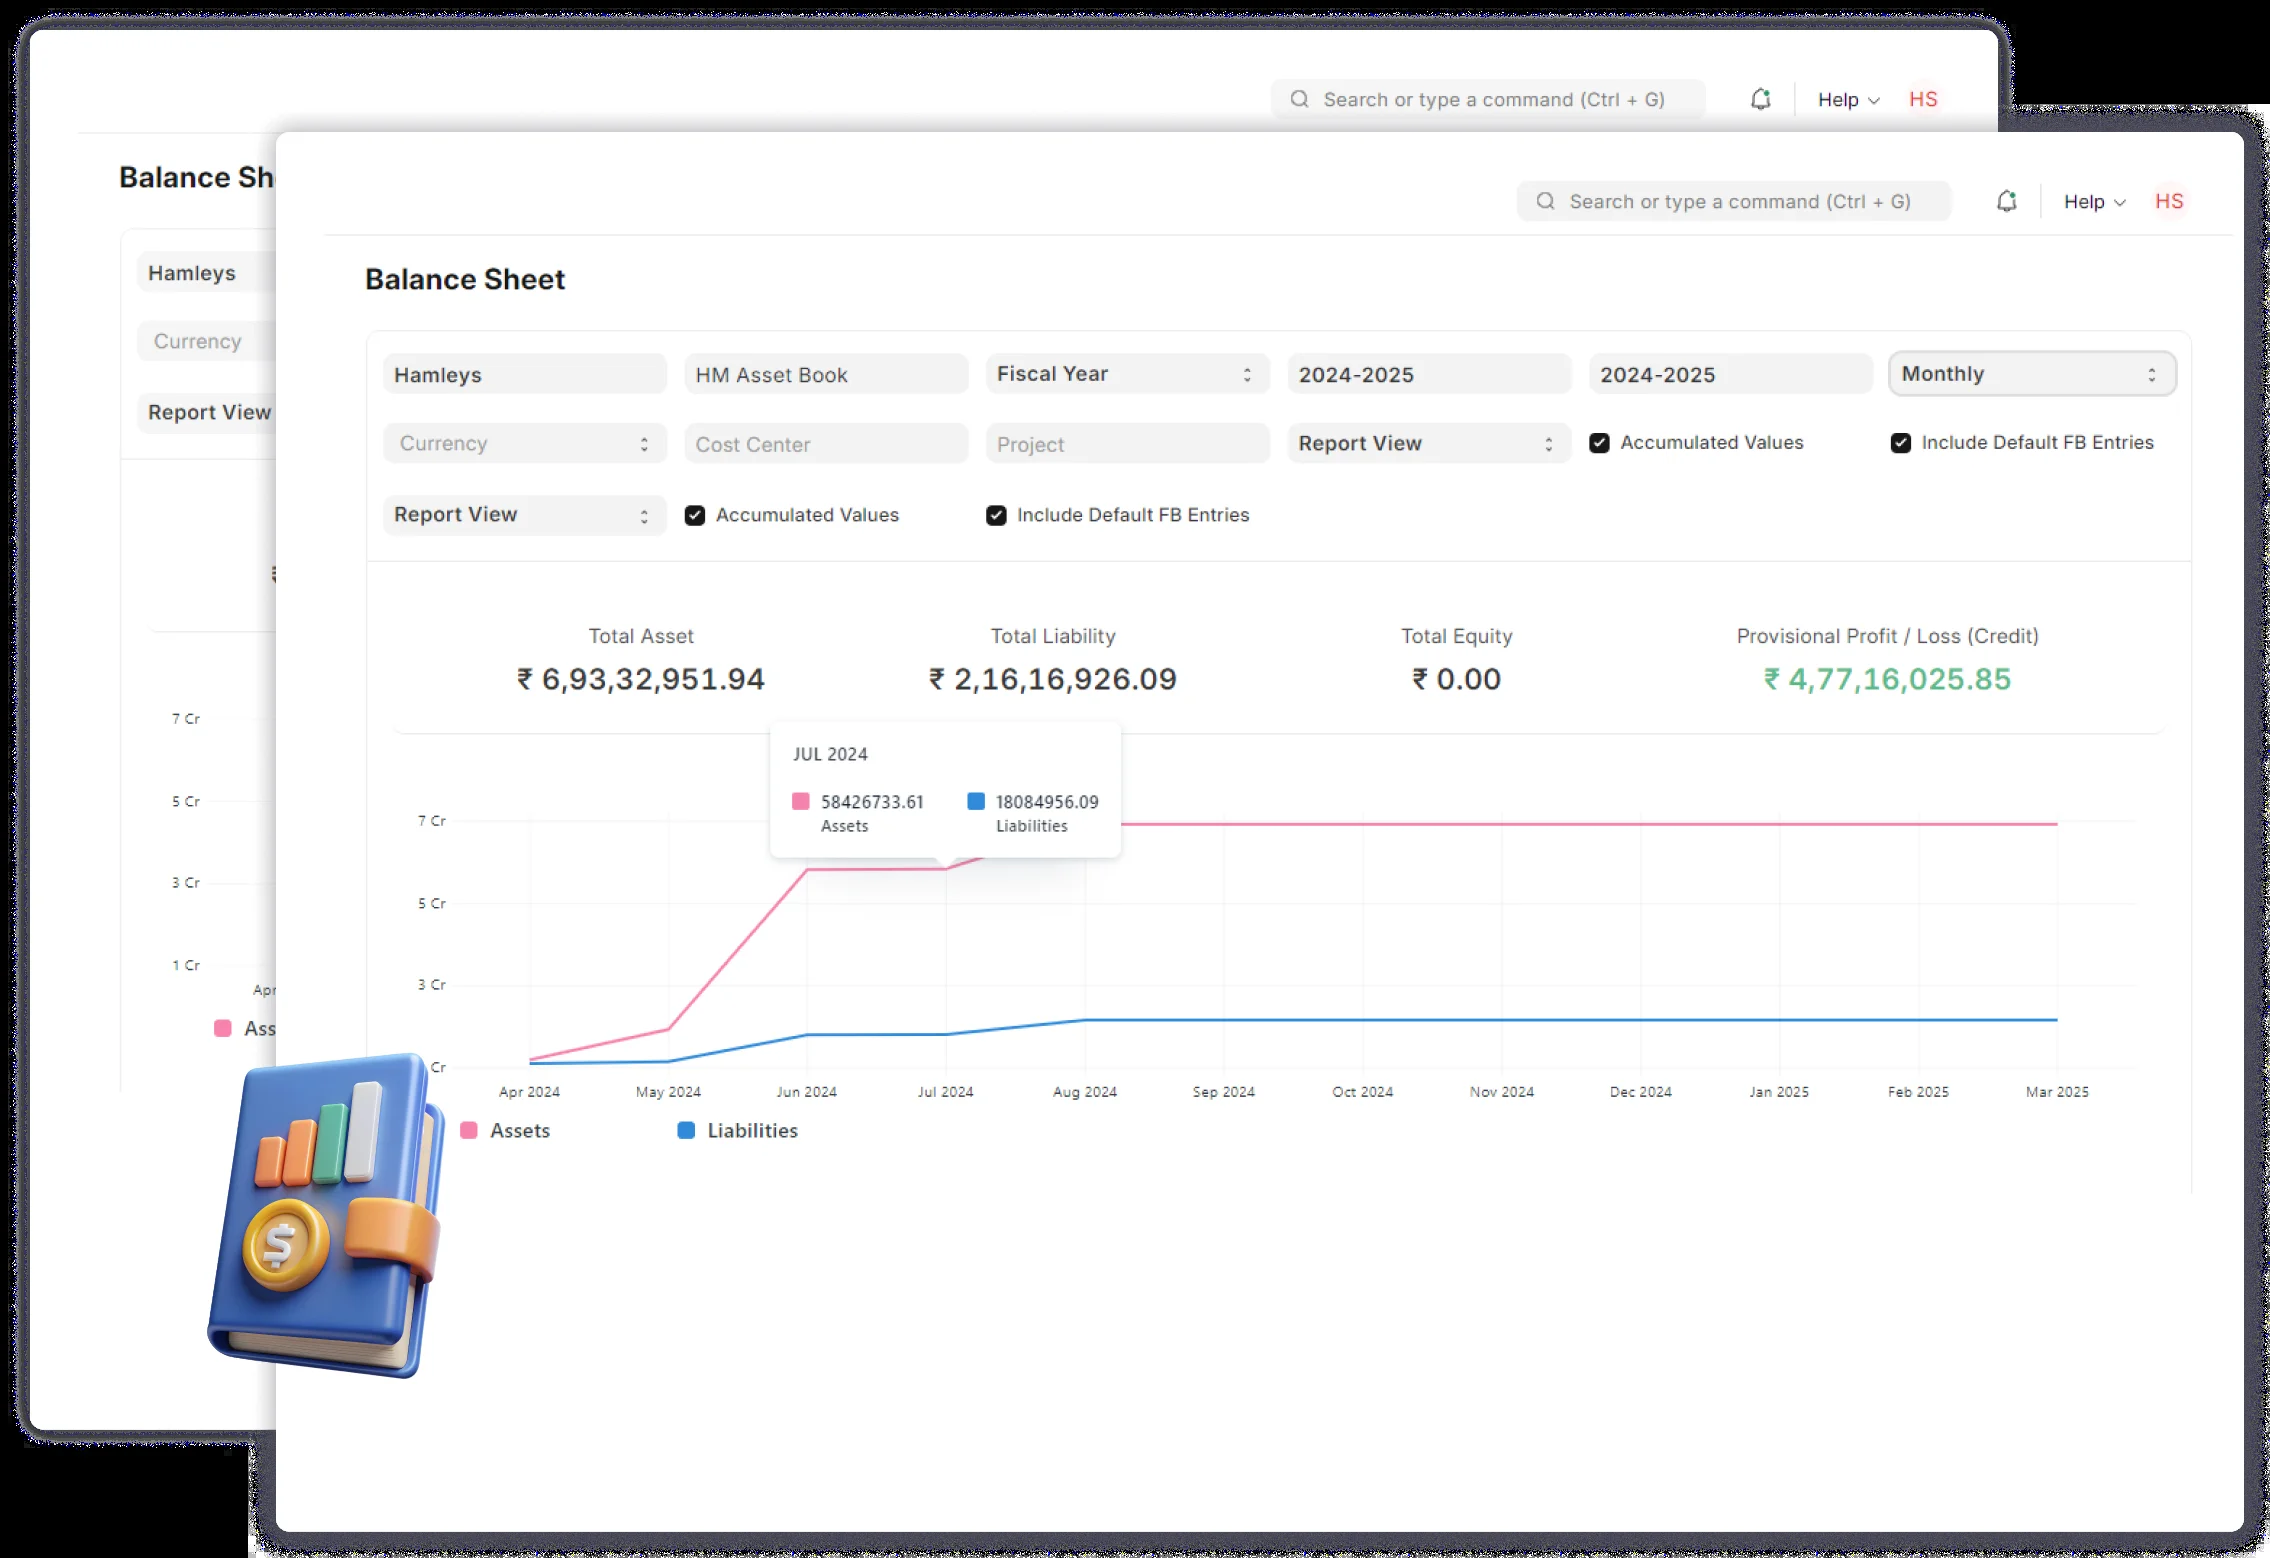 Search or type a command (Ctrl + G)
Help
HS
Balance Sh
Hamleys
Currency
Report View
7 Cr
5 Cr
3 Cr
1 Cr
Apr
Ass
Search or type a command (Ctrl + G)
Help
HS
Balance Sheet
Hamleys
HM Asset Book
Fiscal Year
2024-2025
2024-2025
Monthly
Currency
Cost Center
Project
Report View
Accumulated Values
Include Default FB Entries
Report View
Accumulated Values
Include Default FB Entries
Total Asset
₹ 6,93,32,951.94
Total Liability
₹ 2,16,16,926.09
Total Equity
₹ 0.00
Provisional Profit / Loss (Credit)
₹ 4,77,16,025.85
JUL 2024
58426733.61
Assets
18084956.09
Liabilities
7 Cr
5 Cr
3 Cr
Cr
Apr 2024
May 2024
Jun 2024
Jul 2024
Aug 2024
Sep 2024
Oct 2024
Nov 2024
Dec 2024
Jan 2025
Feb 2025
Mar 2025
Assets
Liabilities
$